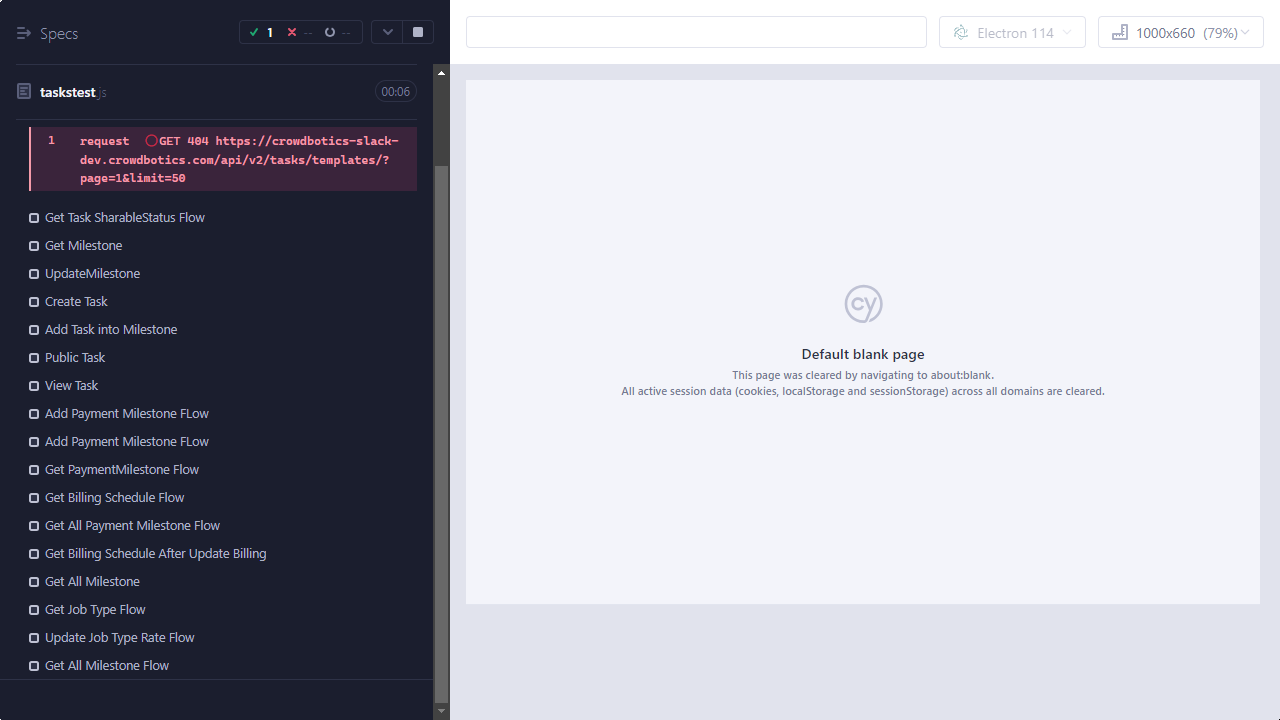 Specs
1
--
--
Electron 114
1000x660 (79%)
taskstest.js
00:06
1 request GET 404 https://crowdbotics-slack-
dev.crowdbotics.com/api/v2/tasks/templates/?
page=1&limit=50
Get Task SharableStatus Flow
Get Milestone
UpdateMilestone
Create Task
Add Task into Milestone
Public Task
View Task
Add Payment Milestone FLow
Add Payment Milestone FLow
Get PaymentMilestone Flow
Get Billing Schedule Flow
Get All Payment Milestone Flow
Get Billing Schedule After Update Billing
Get All Milestone
Get Job Type Flow
Update Job Type Rate Flow
Get All Milestone Flow
cy
Default blank page
This page was cleared by navigating to about:blank.
All active session data (cookies, localStorage and sessionStorage) across all domains are cleared.